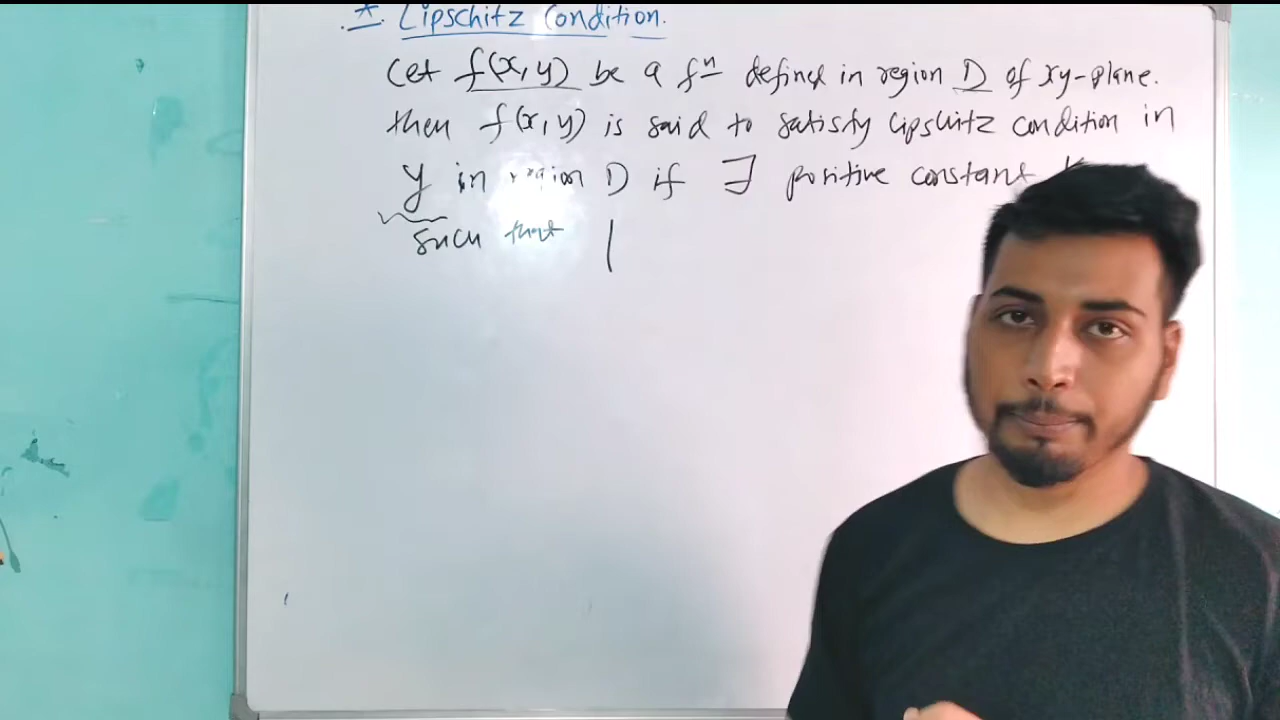 * Lipschitz Condition.
Let f(x,y) be a fⁿ defined in region D of xy-plane.
then f(x,y) is said to satisfy Lipschitz condition in
y in region D if ∃ positive constant
such that |